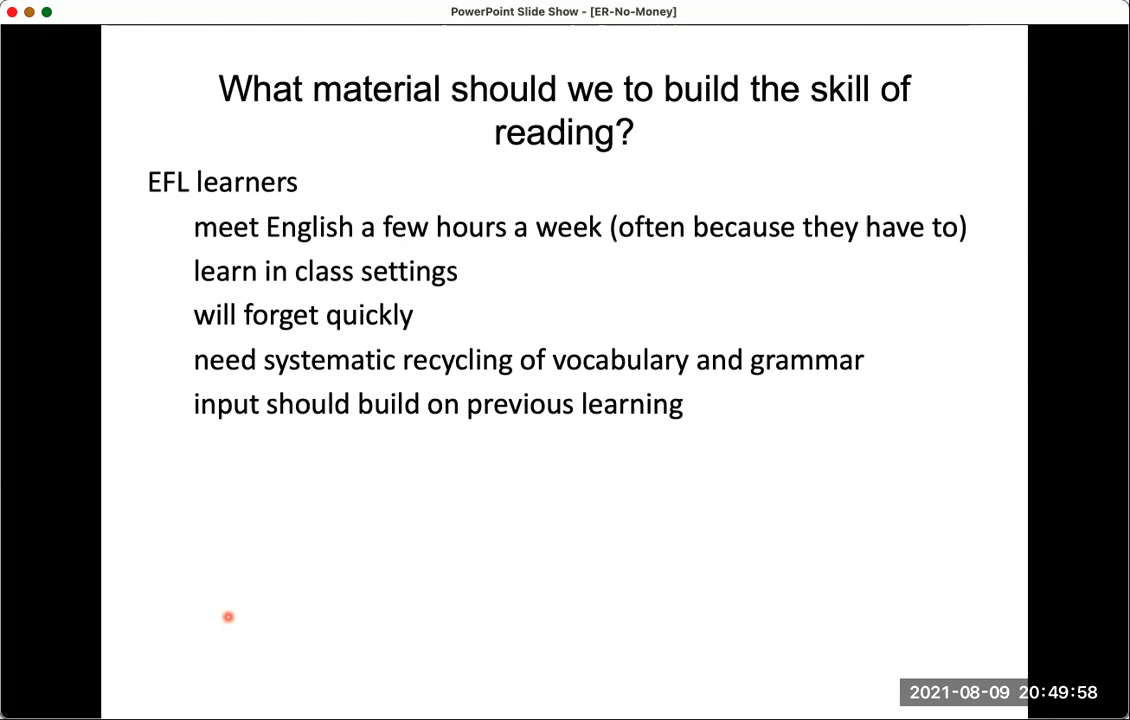 PowerPoint Slide Show - [ER-No-Money]
What material should we to build the skill of
reading?
EFL learners
meet English a few hours a week (often because they have to)
learn in class settings
will forget quickly
need systematic recycling of vocabulary and grammar
input should build on previous learning
2021-08-09 20:49:58